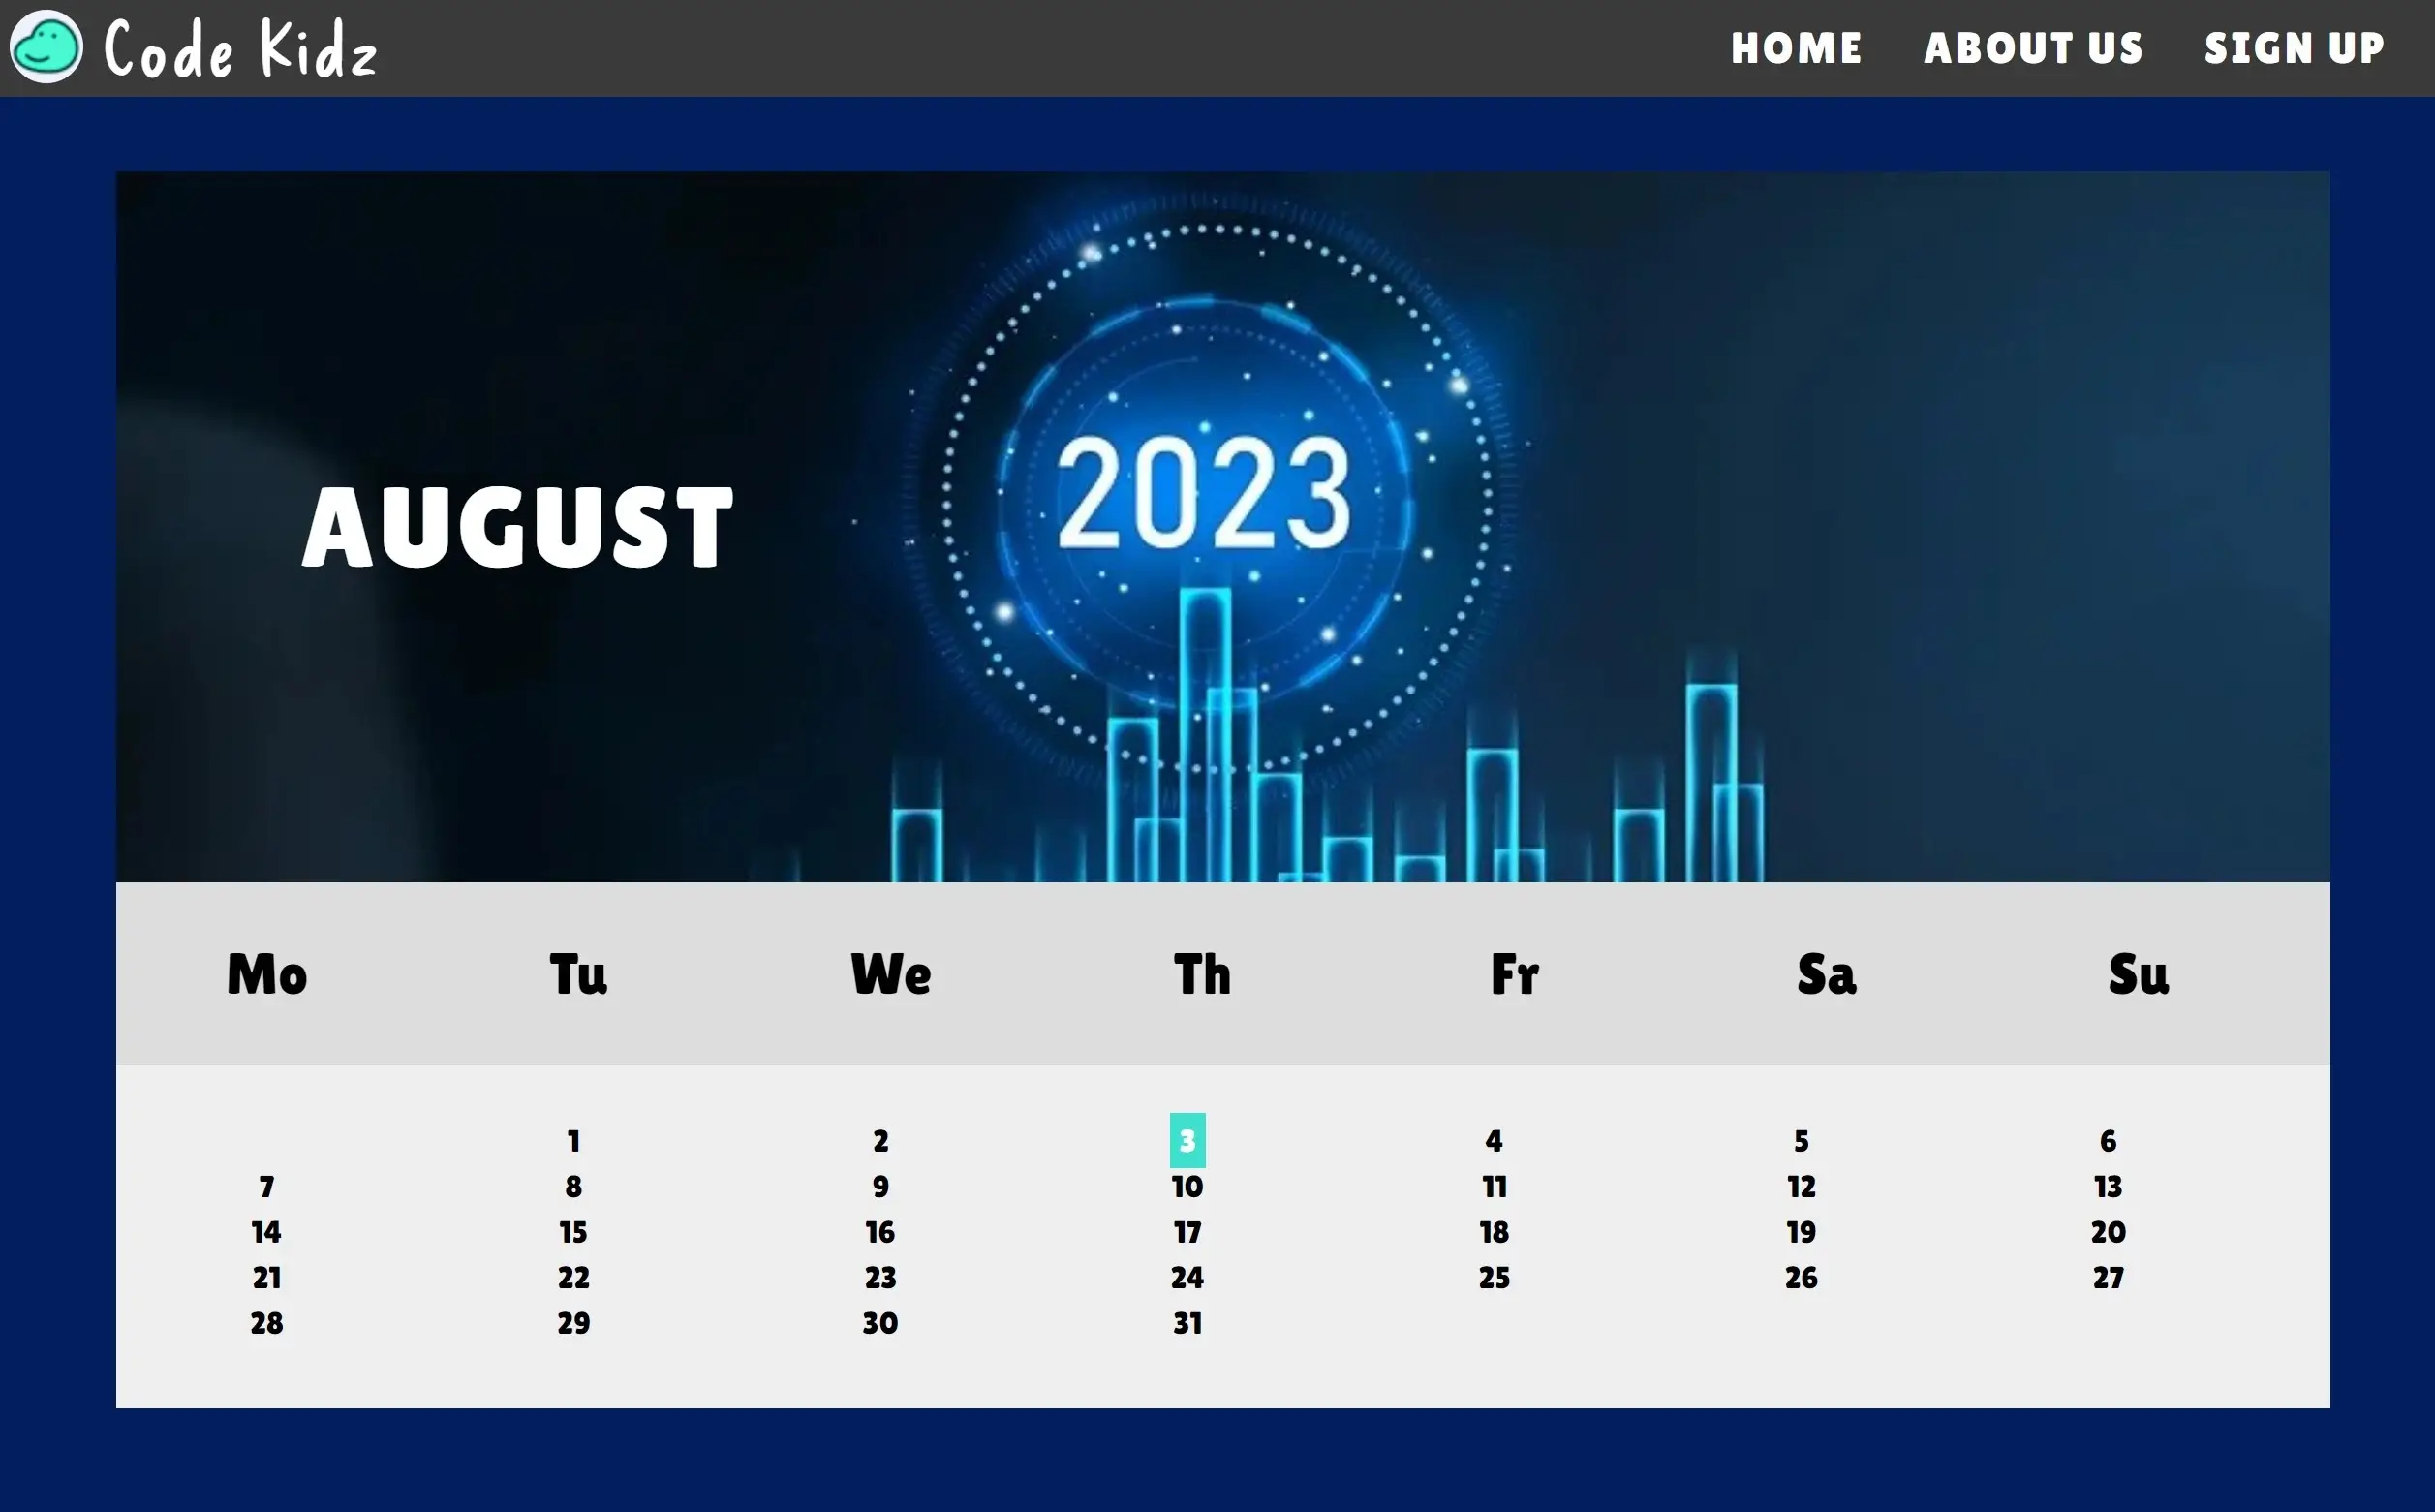 Code Kidz HOME ABOUT US SIGN UP
2023
AUGUST
Mo Tu We Th Fr Sa Su
1 2 3 4 5 6
7 8 9 10 11 12 13
14 15 16 17 18 19 20
21 22 23 24 25 26 27
28 29 30 31